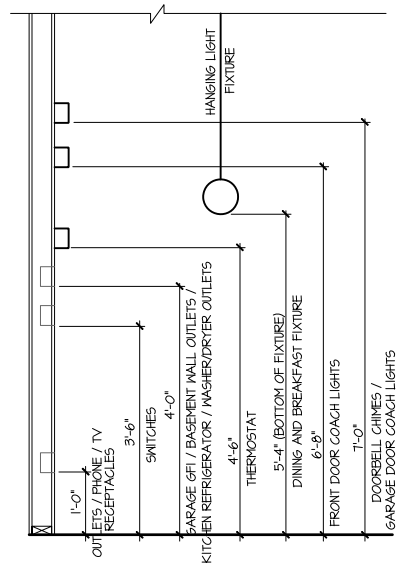 HANGING LIGHT
FIXTURE
1'-0"
OUTLETS / PHONE / TV
RECEPTACLES
3'-6"
SWITCHES
4'-0"
GARAGE GFI / BASEMENT WALL OUTLETS /
KITCHEN REFRIGERATOR / WASHER/DRYER OUTLETS
4'-6"
THERMOSTAT
5'-4" (BOTTOM OF FIXTURE)
DINING AND BREAKFAST FIXTURE
6'-8"
FRONT DOOR COACH LIGHTS
7'-0"
DOORBELL CHIMES /
GARAGE DOOR COACH LIGHTS